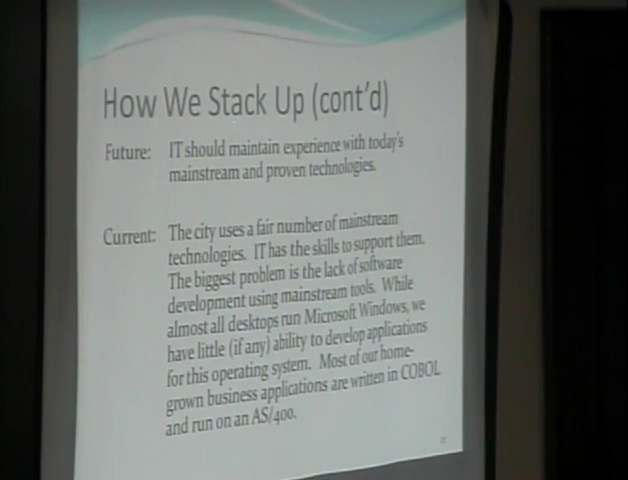 How We Stack Up (cont'd)
Future: IT should maintain experience with today's
mainstream and proven technologies.
Current: The city uses a fair number of mainstream
technologies. IT has the skills to support them.
The biggest problem is the lack of software
development using mainstream tools. While
almost all desktops run Microsoft Windows, we
have little (if any) ability to develop applications
for this operating system. Most of our home-
grown business applications are written in COBOL
and run on an AS/400.